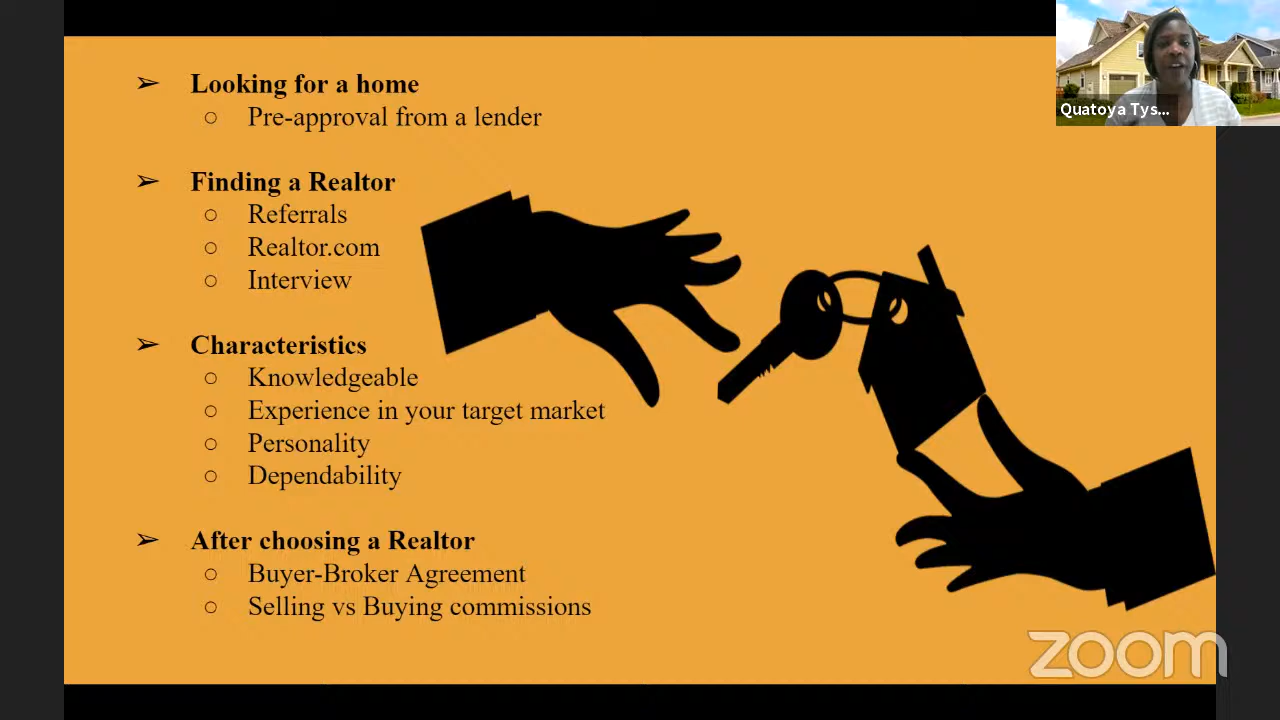 ➢ Looking for a home
○ Pre-approval from a lender
➢ Finding a Realtor
○ Referrals
○ Realtor.com
○ Interview
➢ Characteristics
○ Knowledgeable
○ Experience in your target market
○ Personality
○ Dependability
➢ After choosing a Realtor
○ Buyer-Broker Agreement
○ Selling vs Buying commissions
Quatoya Tys...
zoom